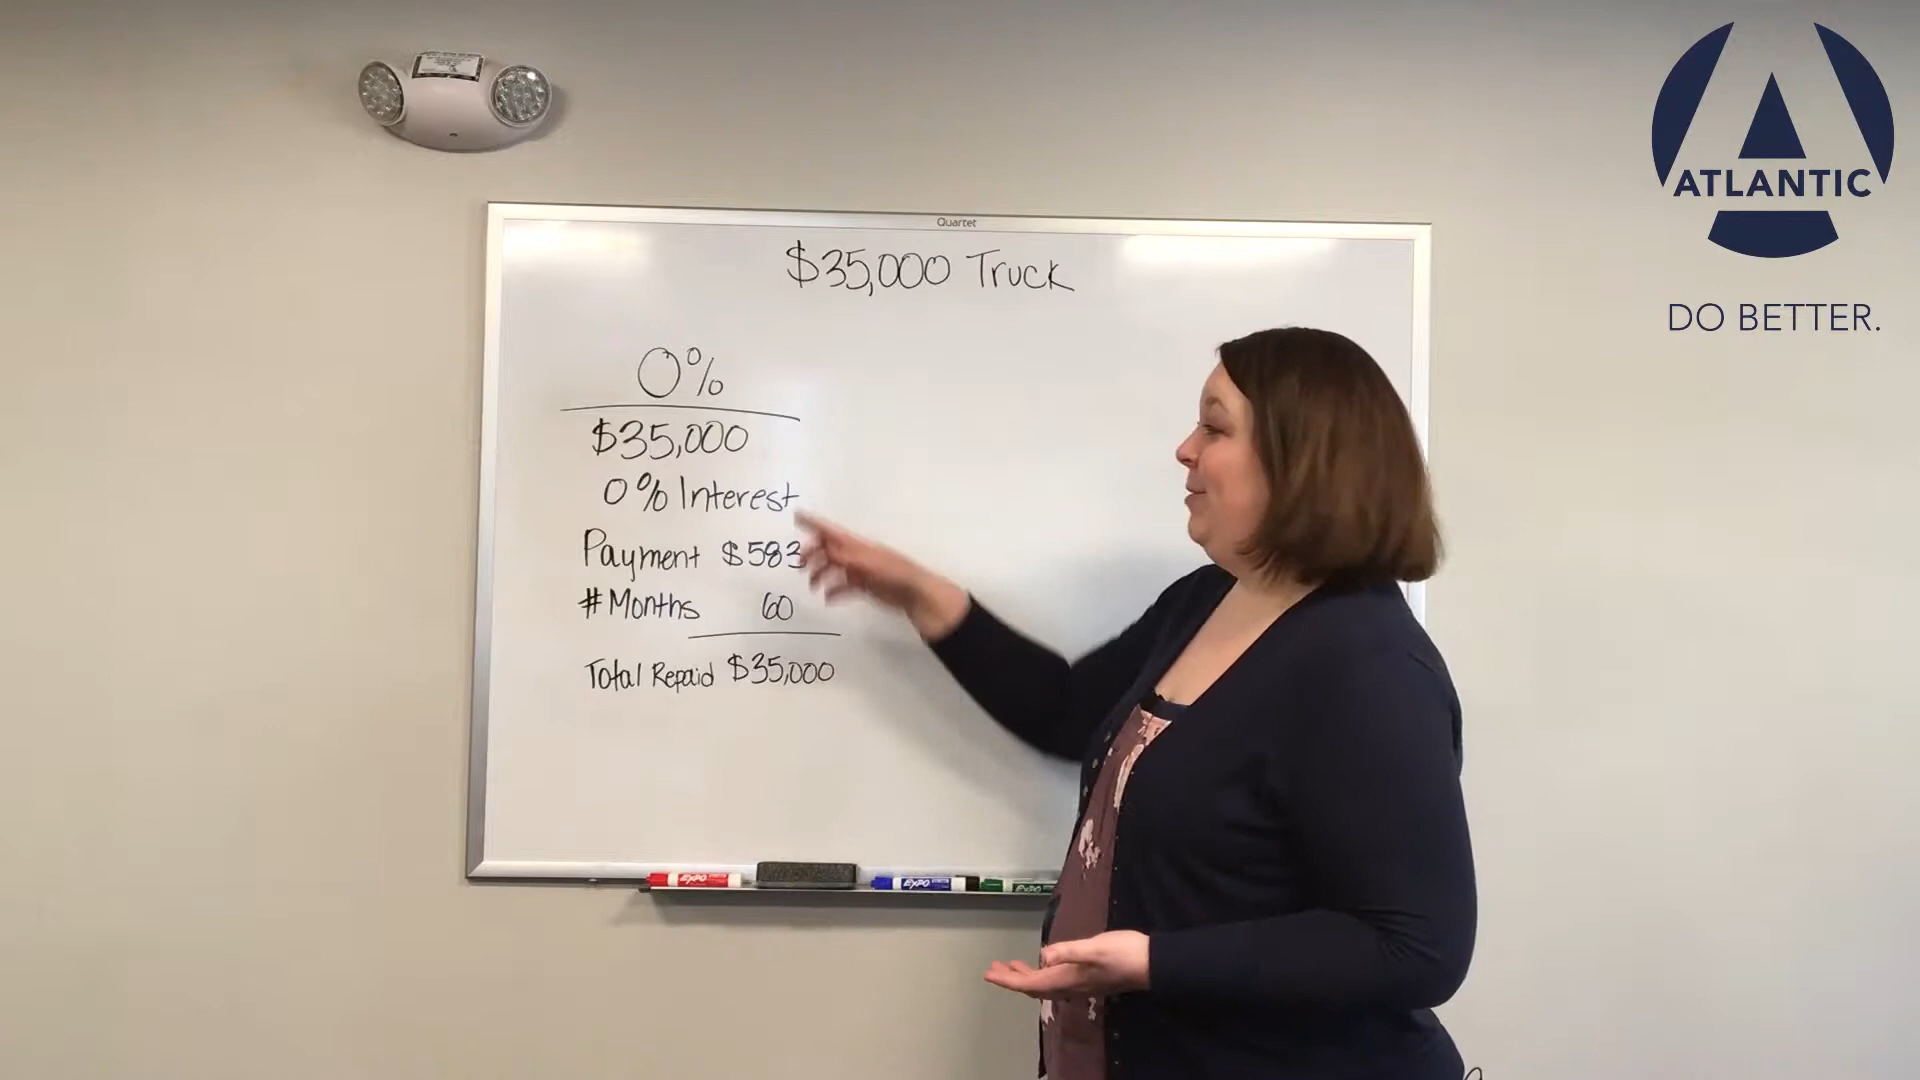 ATLANTIC
DO BETTER.
Quartet
$35,000 Truck
0%
$35,000
0% Interest
Payment $583
# Months 60
Total Repaid $35,000
EXPO
EXPO
EXPO